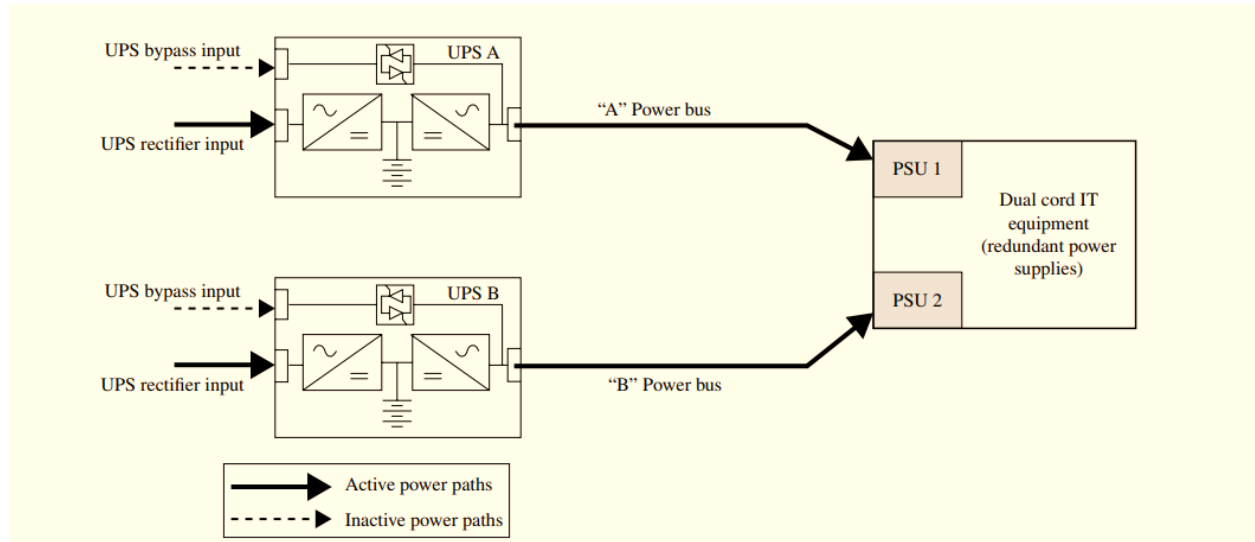 UPS bypass input
UPS A
UPS rectifier input
“A” Power bus
PSU 1
Dual cord IT
equipment
(redundant power
supplies)
PSU 2
UPS bypass input
UPS B
UPS rectifier input
“B” Power bus
Active power paths
Inactive power paths